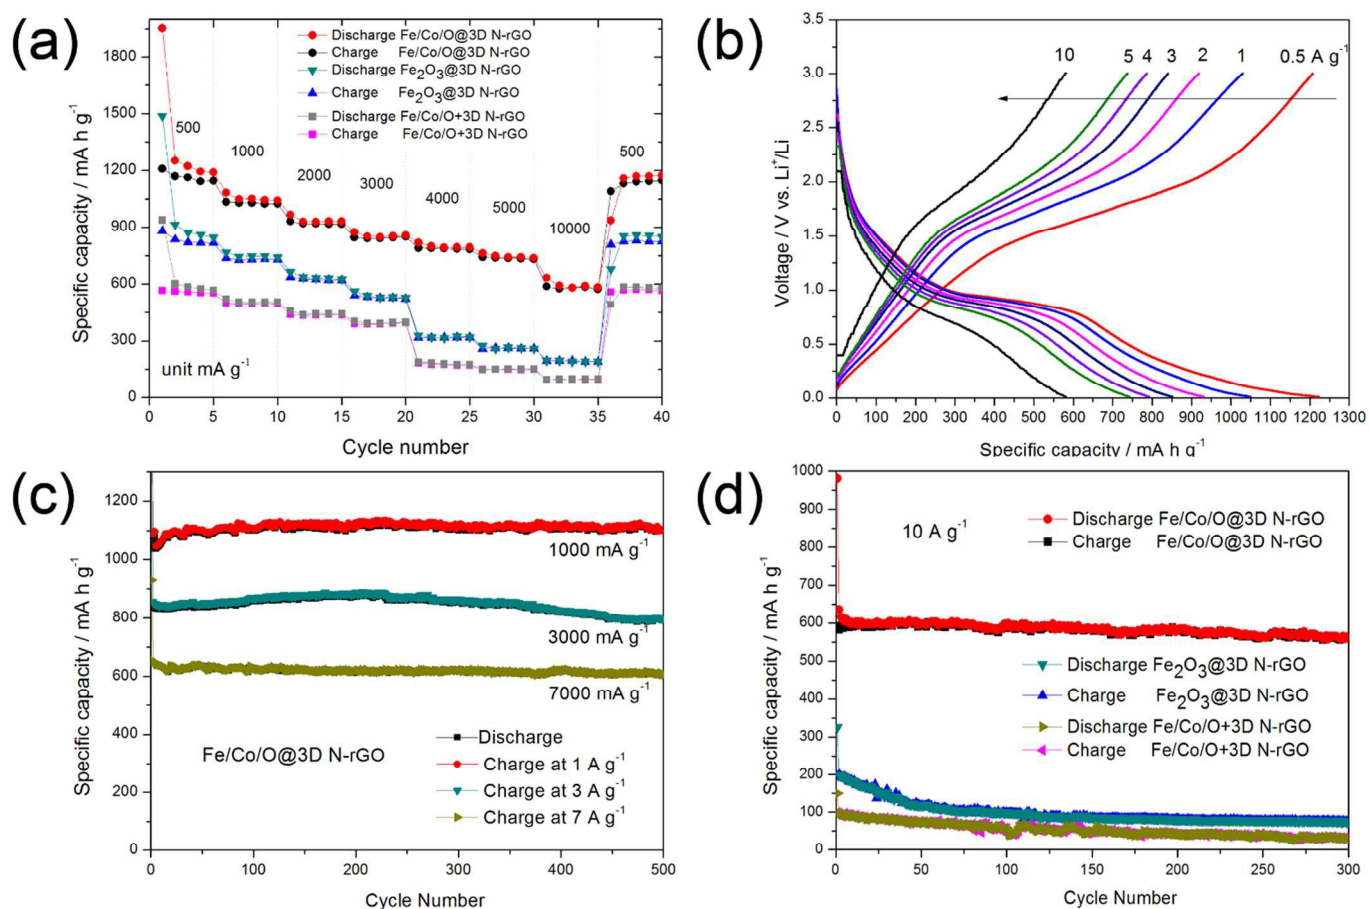 (a)
Specific capacity / mA h g⁻¹
1800
1500
1200
900
600
300
0
Discharge Fe/Co/O@3D N-rGO
Charge Fe/Co/O@3D N-rGO
Discharge Fe₂O₃@3D N-rGO
Charge Fe₂O₃@3D N-rGO
Discharge Fe/Co/O+3D N-rGO
Charge Fe/Co/O+3D N-rGO
500
1000
2000
3000
4000
5000
10000
500
unit mA g⁻¹
0 5 10 15 20 25 30 35 40
Cycle number
(b)
Voltage / V vs. Li⁺/Li
3.0
2.5
2.0
1.5
1.0
0.5
0.0
10 5 4 3 2 1 0.5 A g⁻¹
0 100 200 300 400 500 600 700 800 900 1000 1100 1200 1300
Specific capacity / mA h g⁻¹
(c)
Specific capacity / mA h g⁻¹
1200
1000
800
600
400
200
0
1000 mA g⁻¹
3000 mA g⁻¹
7000 mA g⁻¹
Fe/Co/O@3D N-rGO
Discharge
Charge at 1 A g⁻¹
Charge at 3 A g⁻¹
Charge at 7 A g⁻¹
0 100 200 300 400 500
Cycle Number
(d)
Specific capacity / mA h g⁻¹
1000
900
800
700
600
500
400
300
200
100
0
10 A g⁻¹
Discharge Fe/Co/O@3D N-rGO
Charge Fe/Co/O@3D N-rGO
Discharge Fe₂O₃@3D N-rGO
Charge Fe₂O₃@3D N-rGO
Discharge Fe/Co/O+3D N-rGO
Charge Fe/Co/O+3D N-rGO
0 50 100 150 200 250 300
Cycle Number